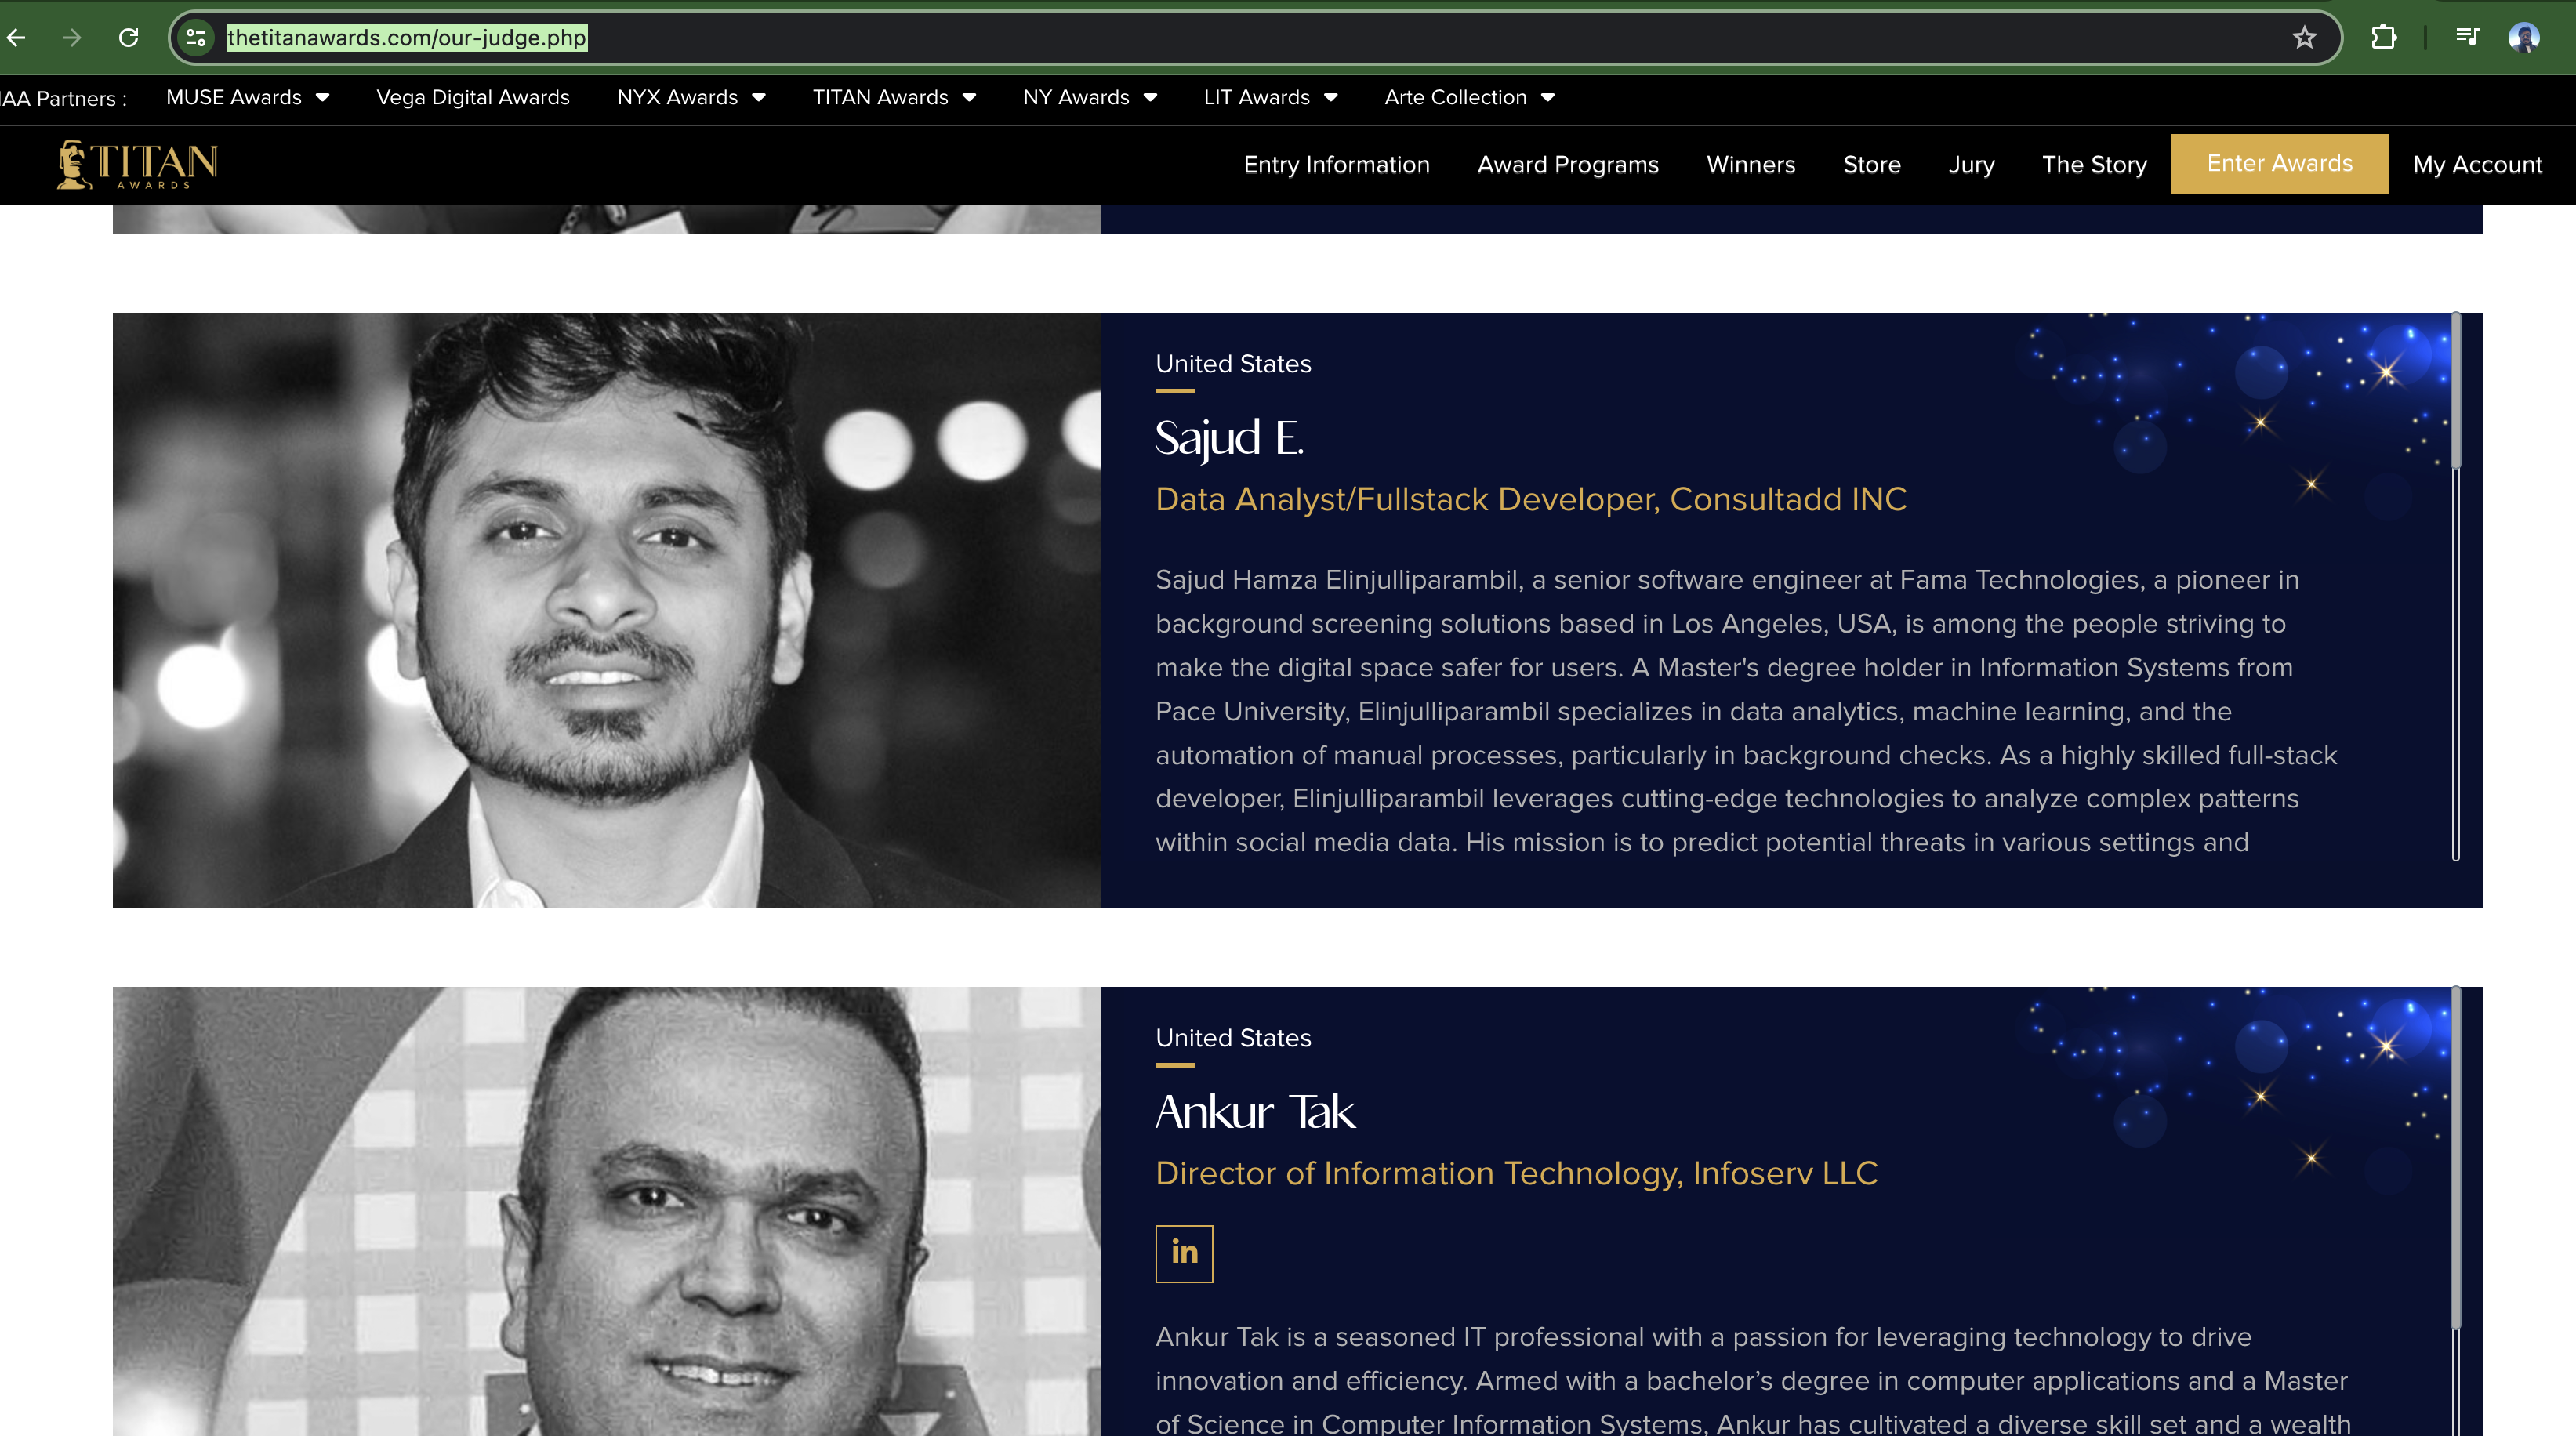 thetitanawards.com/our-judge.php
IAA Partners :
MUSE Awards
Vega Digital Awards
NYX Awards
TITAN Awards
NY Awards
LIT Awards
Arte Collection
TITAN
AWARDS
Entry Information
Award Programs
Winners
Store
Jury
The Story
Enter Awards
My Account
United States
Sajud E.
Data Analyst/Fullstack Developer, Consultadd INC
Sajud Hamza Elinjulliparambil, a senior software engineer at Fama Technologies, a pioneer in
background screening solutions based in Los Angeles, USA, is among the people striving to
make the digital space safer for users. A Master's degree holder in Information Systems from
Pace University, Elinjulliparambil specializes in data analytics, machine learning, and the
automation of manual processes, particularly in background checks. As a highly skilled full-stack
developer, Elinjulliparambil leverages cutting-edge technologies to analyze complex patterns
within social media data. His mission is to predict potential threats in various settings and
United States
Ankur Tak
Director of Information Technology, Infoserv LLC
in
Ankur Tak is a seasoned IT professional with a passion for leveraging technology to drive
innovation and efficiency. Armed with a bachelor’s degree in computer applications and a Master
of Science in Computer Information Systems, Ankur has cultivated a diverse skill set and a wealth